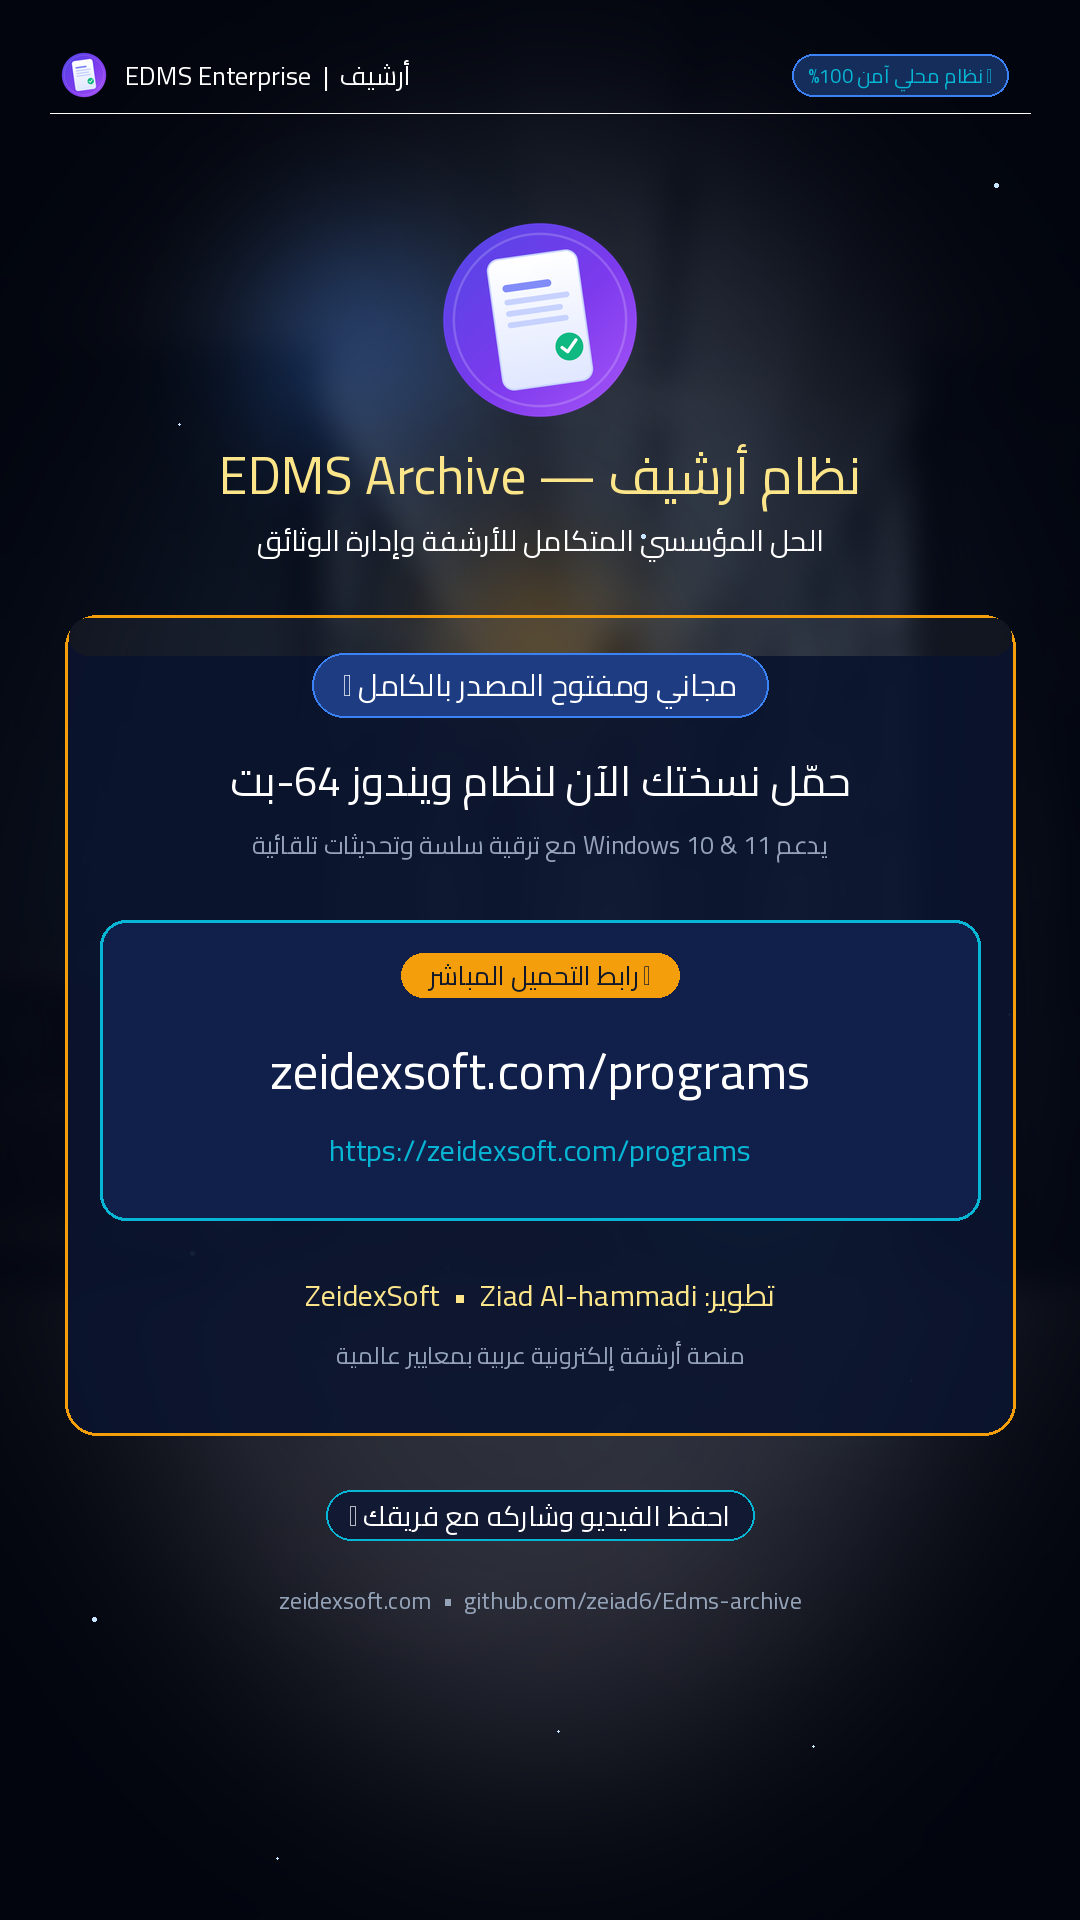 أرشيف | EDMS Enterprise
نظام محلي آمن 100%
نظام أرشيف — EDMS Archive
الحل المؤسسي المتكامل للأرشفة وإدارة الوثائق
مجاني ومفتوح المصدر بالكامل
حمّل نسختك الآن لنظام ويندوز 64-بت
يدعم Windows 10 & 11 مع ترقية سلسة وتحديثات تلقائية
رابط التحميل المباشر
zeidexsoft.com/programs
https://zeidexsoft.com/programs
تطوير: ZeidexSoft ▪ Ziad Al-hammadi
منصة أرشفة إلكترونية عربية بمعايير عالمية
احفظ الفيديو وشاركه مع فريقك
zeidexsoft.com ▪ github.com/zeiad6/Edms-archive